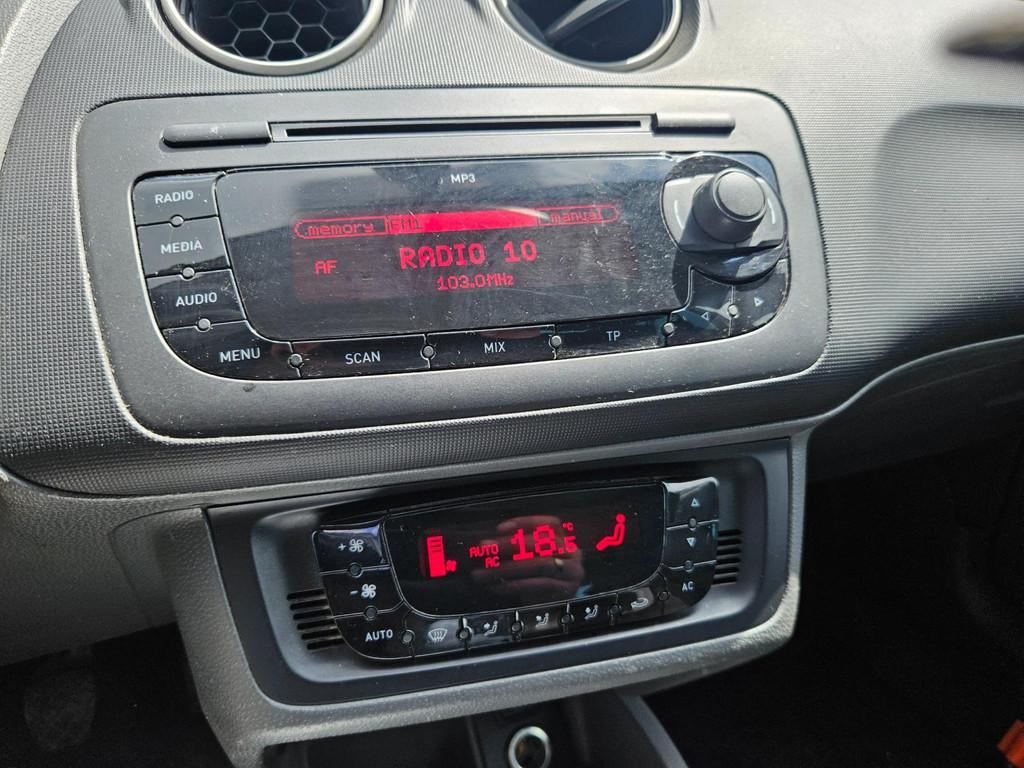 MP3
RADIO
MEDIA
AUDIO
MENU
SCAN
MIX
TP
memory FM1 manual
AF RADIO 10
103.0MHz
AUTO
AC
18.5 °C
AUTO
AC